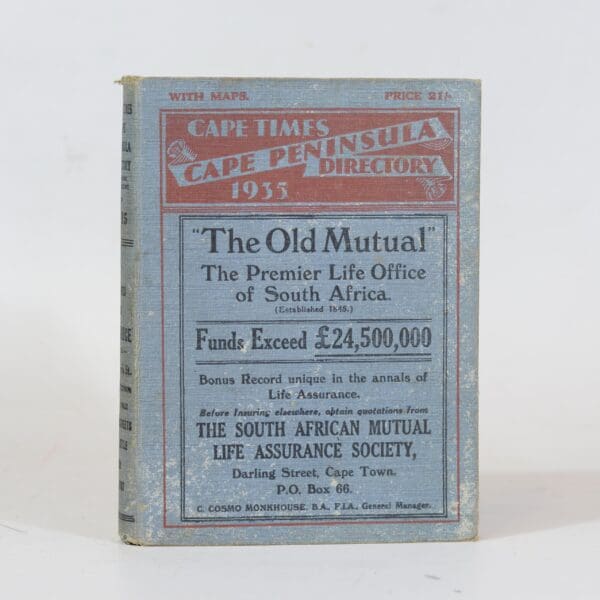 WITH MAPS. PRICE 21/-
CAPE TIMES
CAPE PENINSULA
DIRECTORY
1935
"The Old Mutual"
The Premier Life Office
of South Africa.
(Established 1845.)
Funds Exceed £24,500,000
Bonus Record unique in the annals of
Life Assurance.
Before Insuring elsewhere, obtain quotations from
THE SOUTH AFRICAN MUTUAL
LIFE ASSURANCE SOCIETY,
Darling Street, Cape Town.
P.O. Box 66.
C. COSMO MONKHOUSE, B.A., F.I.A., General Manager.